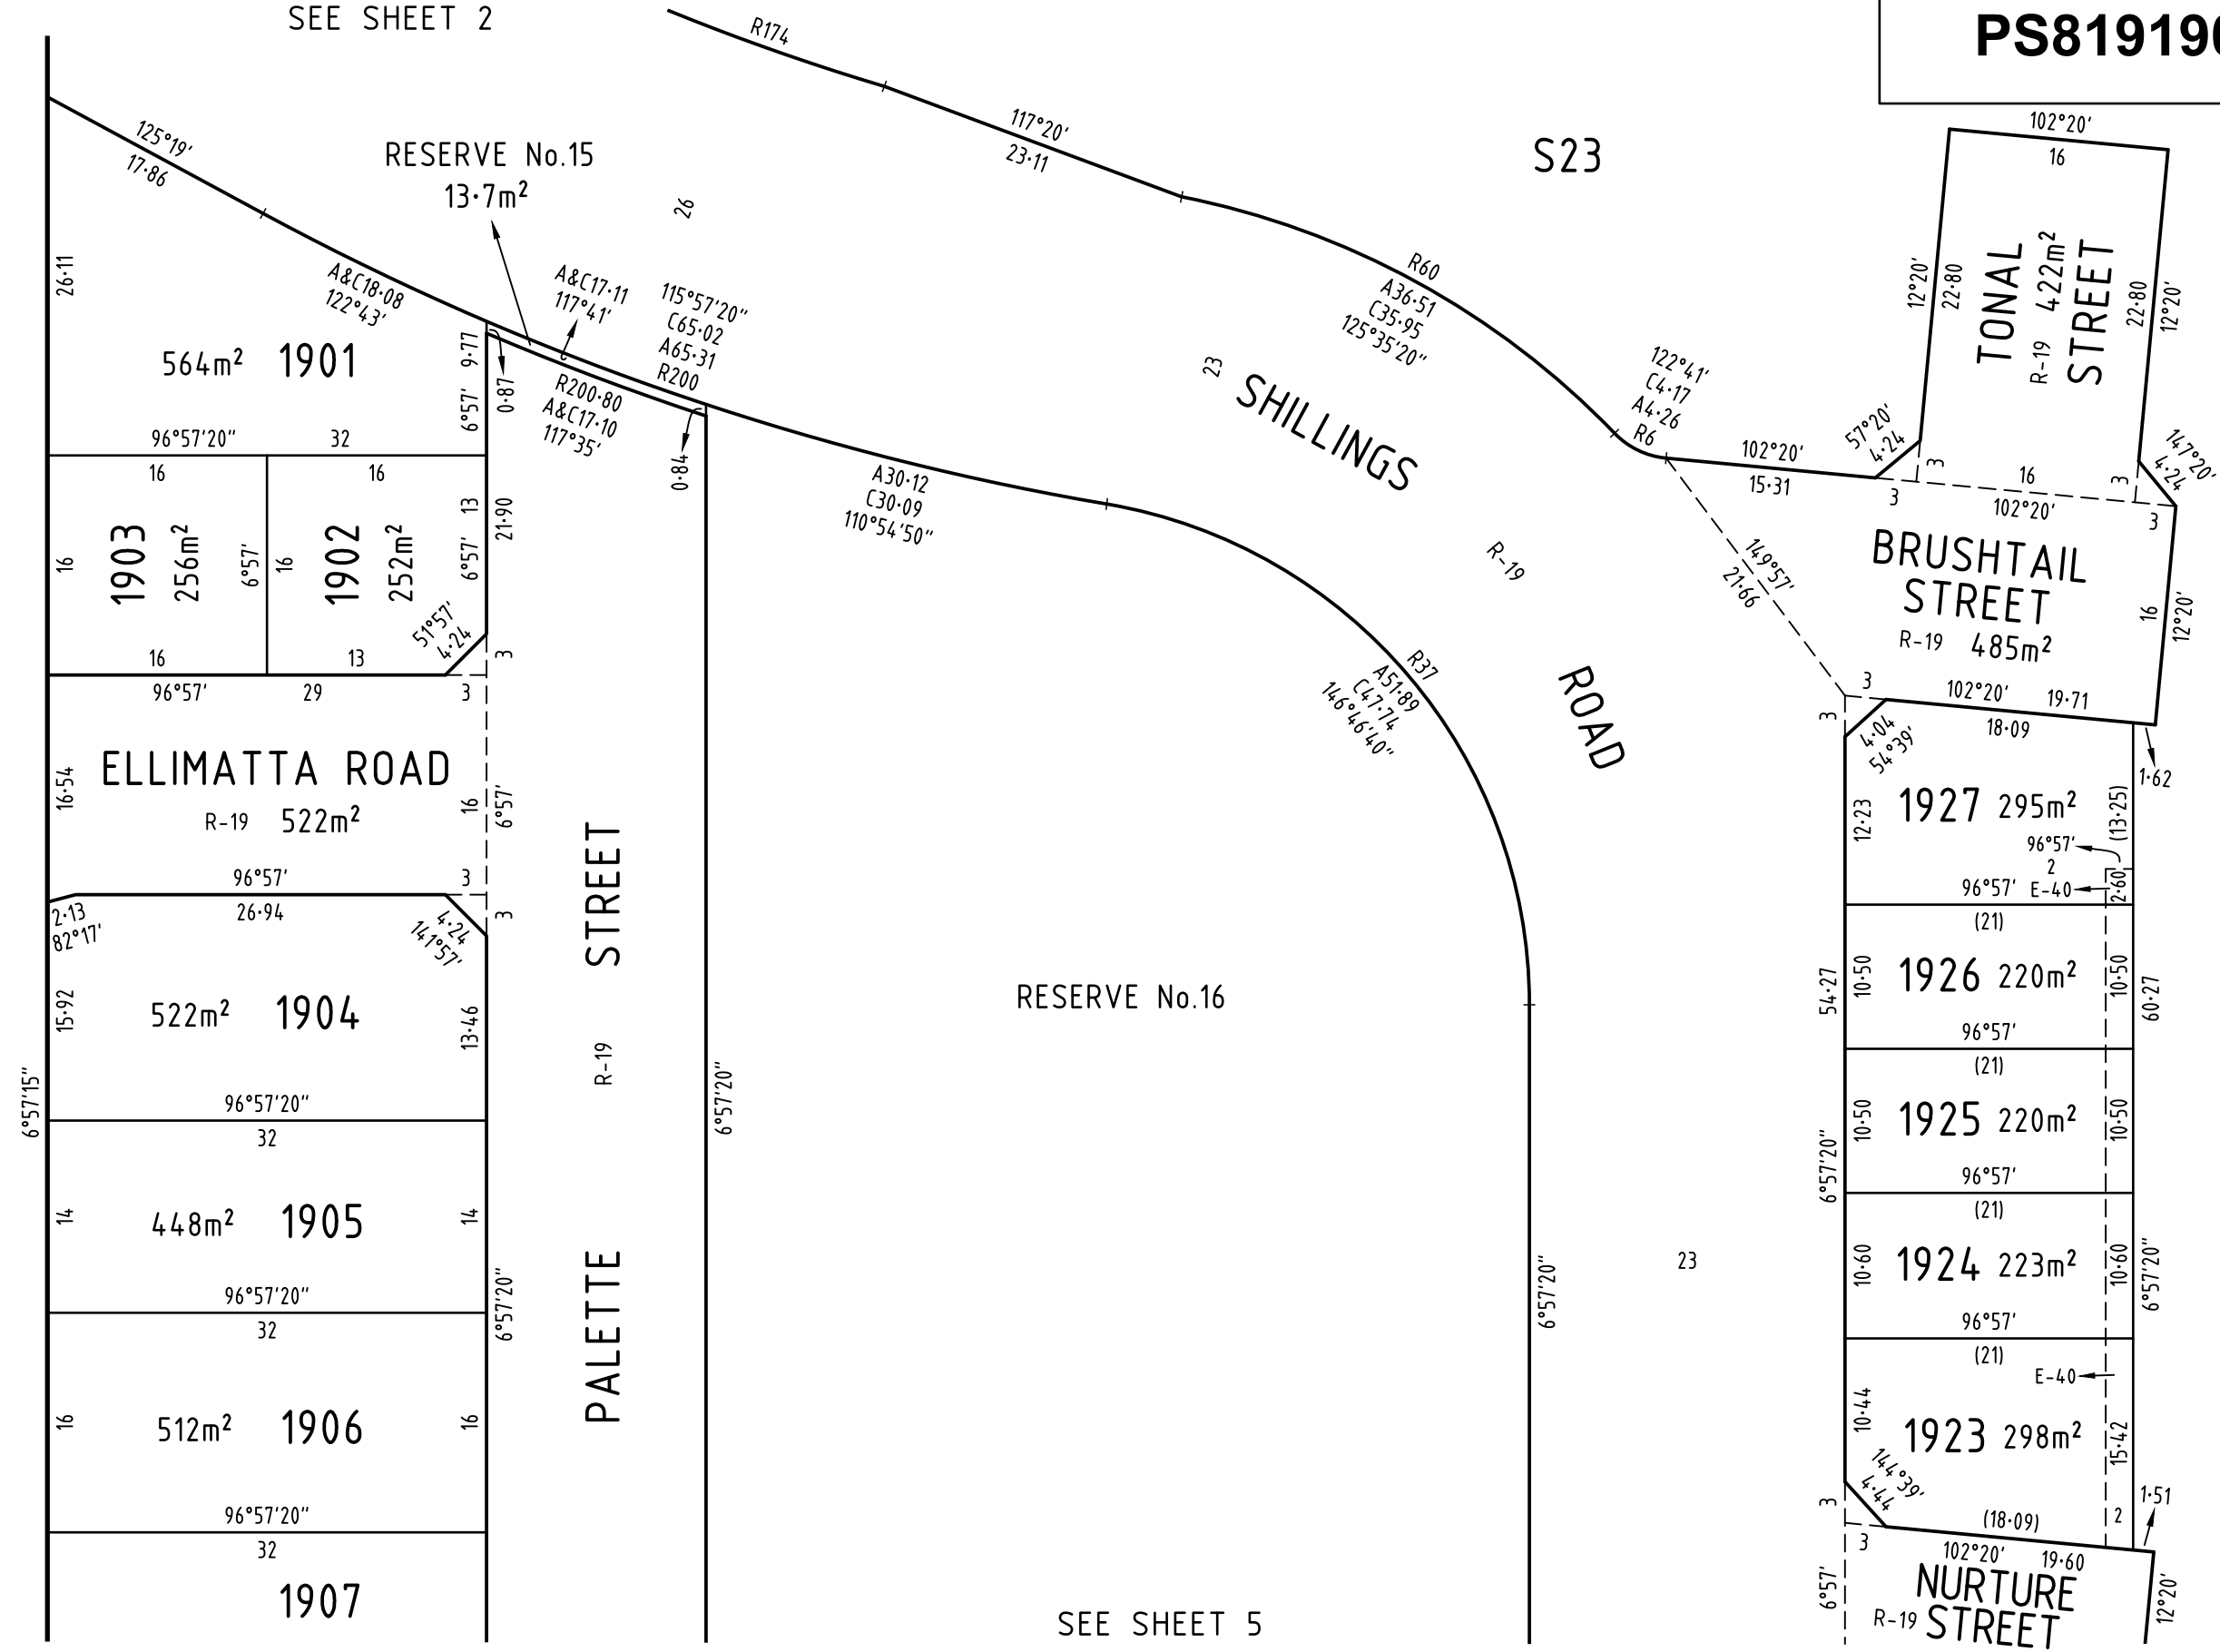 SEE SHEET 2
PS819190
R174
117°20'
23·11
S23
102°20'
16
125°19'
17·86
RESERVE No.15
13·7m²
26
26·11
A&C18·08
122°43'
A&C17·11
117°41'
115°57'20"
C65·02
A65·31
R200
R60
A36·51
C35·95
125°35'20"
12°20'
22·80
TONAL
STREET
R-19
422m²
22·80
12°20'
564m² 1901
9·77
6°57'
0·87
R200·80
A&C17·10
117°35'
0·84
23
SHILLINGS
ROAD
R-19
122°41'
C4·17
A4·26
R6
102°20'
15·31
57°20'
4·24
3
3
16
102°20'
3
3
147°20'
4·24
96°57'20" 32
16
16
1903
256m²
16
6°57'
16
1902
252m²
13
6°57'
21·90
51°57'
4·24
3
16
13
96°57' 29
3
A30·12
C30·09
110°54'50"
R37
A51·89
C47·74
146°46'40"
149°57'
21·66
BRUSHTAIL
STREET
R-19 485m²
16
12°20'
3
102°20' 19·71
18·09
3
4·04
54°39'
1·62
ELLIMATTA ROAD
R-19 522m²
16·54
16
6°57'
96°57'
3
26·94
2·13
82°17'
4·24
141°57'
3
12·23
1927 295m²
(13·25)
96°57'
2
96°57' E-40
2·60
(21)
54·27
10·50
1926 220m²
10·50
60·27
96°57'
15·92
522m² 1904
13·46
96°57'20"
32
6°57'15"
PALETTE STREET
R-19
6°57'20"
RESERVE No.16
(21)
10·50
1925 220m²
10·50
96°57'
6°57'20"
14
448m² 1905
14
96°57'20"
32
6°57'20"
6°57'20"
23
(21)
10·60
1924 223m²
10·60
6°57'20"
96°57'
(21)
E-40
10·44
1923 298m²
15·42
144°39'
4·44
3
3
(18·09)
2
1·51
102°20' 19·60
16
512m² 1906
16
96°57'20"
32
1907
SEE SHEET 5
6°57'
NURTURE
R-19 STREET
12°20'